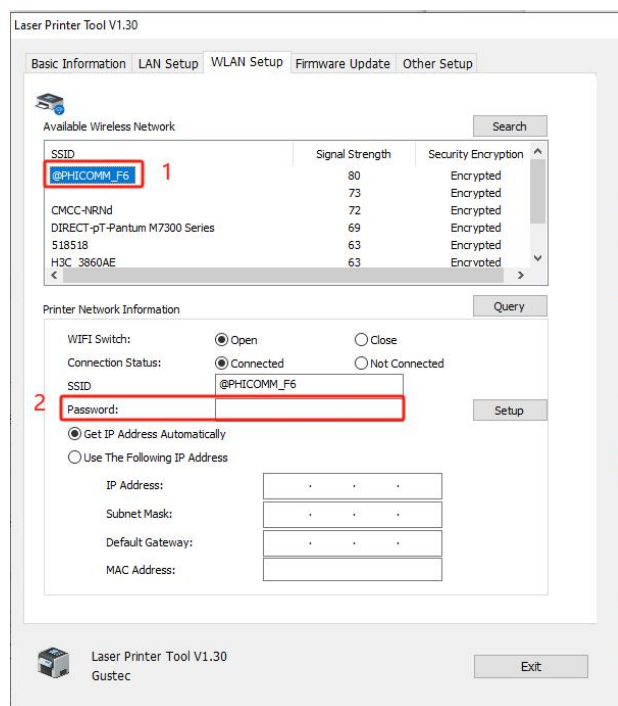 Laser Printer Tool V1.30
Basic Information LAN Setup WLAN Setup Firmware Update Other Setup
Available Wireless Network Search
SSID Signal Strength Security Encryption
@PHICOMM_F6 1 80 Encrypted
73 Encrypted
CMCC-NRNd 72 Encrypted
DIRECT-pT-Pantum M7300 Series 69 Encrypted
518518 63 Encrypted
H3C_3860AE 63 Encrypted
Printer Network Information Query
WIFI Switch: Open Close
Connection Status: Connected Not Connected
SSID @PHICOMM_F6
2 Password: Setup
Get IP Address Automatically
Use The Following IP Address
IP Address: . . .
Subnet Mask: . . .
Default Gateway: . . .
MAC Address:
Laser Printer Tool V1.30
Gustec
Exit